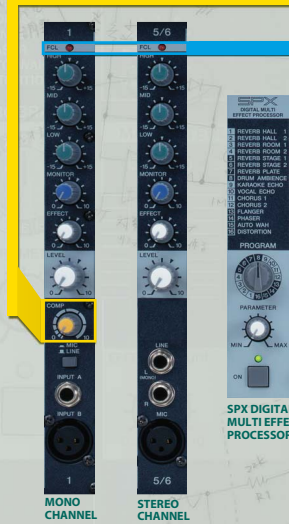 1
FCL
HIGH
-15 +15
MID
-15 +15
LOW
-15 +15
MONITOR
0 10
EFFECT
0 10
LEVEL
0 10
COMP
0 10
MIC
LINE
INPUT A
INPUT B
1
MONO
CHANNEL
5/6
FCL
HIGH
-15 +15
MID
-15 +15
LOW
-15 +15
MONITOR
0 10
EFFECT
0 10
LEVEL
0 10
LINE
L
(MONO)
R
MIC
5/6
STEREO
CHANNEL
SPX
DIGITAL MULTI
EFFECT PROCESSOR
1 REVERB HALL 1
2 REVERB HALL 2
3 REVERB ROOM 1
4 REVERB ROOM 2
5 REVERB STAGE 1
6 REVERB STAGE 2
7 REVERB PLATE
8 DRUM AMBIENCE
9 KARAOKE ECHO
10 VOCAL ECHO
11 CHORUS 1
12 CHORUS 2
13 FLANGER
14 PHASER
15 AUTO WAH
16 DISTORTION
PROGRAM
PARAMETER
MIN MAX
ON
SPX DIGITA
MULTI EFFE
PROCESSOR